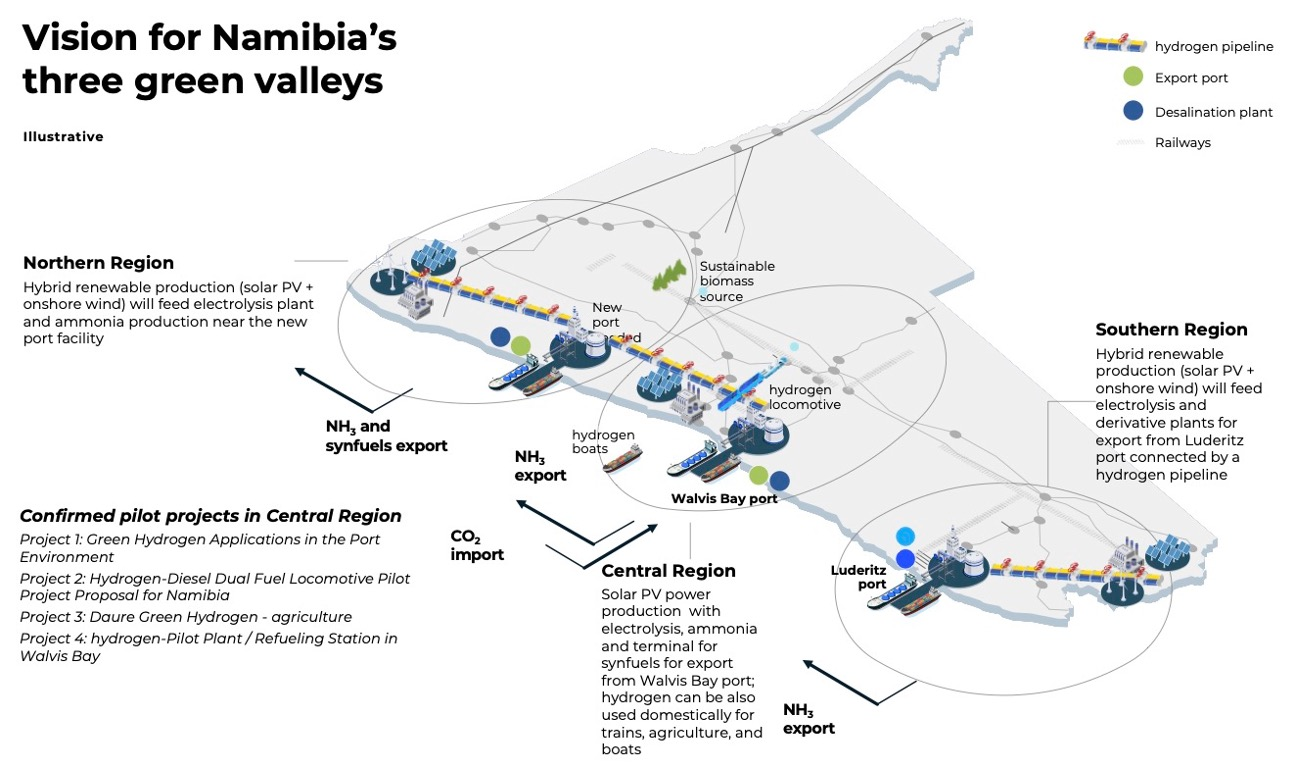 Vision for Namibia's
three green valleys
Illustrative
hydrogen pipeline
Export port
Desalination plant
Railways
Northern Region
Hybrid renewable production (solar PV +
onshore wind) will feed electrolysis plant
and ammonia production near the new
port facility
Sustainable
biomass
source
New
port
NH₃ and
synfuels export
hydrogen
locomotive
hydrogen
boats
NH₃
export
Walvis Bay port
CO₂
import
Southern Region
Hybrid renewable
production (solar PV +
onshore wind) will feed
electrolysis and
derivative plants for
export from Luderitz
port connected by a
hydrogen pipeline
Confirmed pilot projects in Central Region
Project 1: Green Hydrogen Applications in the Port
Environment
Project 2: Hydrogen-Diesel Dual Fuel Locomotive Pilot
Project Proposal for Namibia
Project 3: Daure Green Hydrogen - agriculture
Project 4: hydrogen-Pilot Plant / Refueling Station in
Walvis Bay
Central Region
Solar PV power
production with
electrolysis, ammonia
and terminal for
synfuels for export
from Walvis Bay port;
hydrogen can be also
used domestically for
trains, agriculture, and
boats
Luderitz
port
NH₃
export